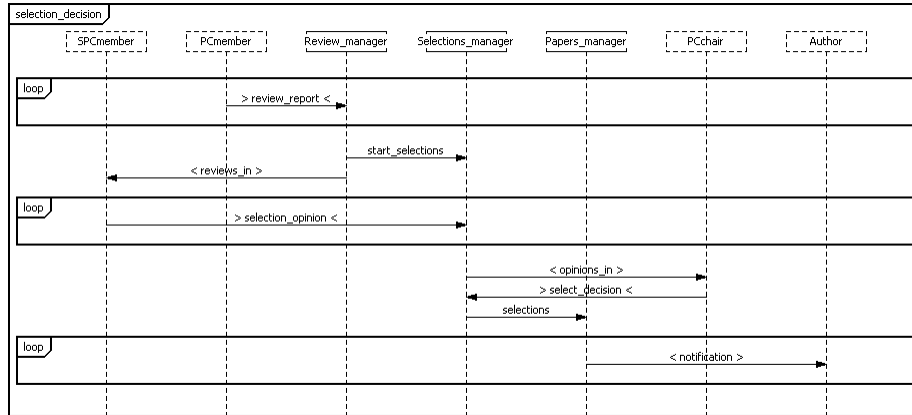 selection_decision
SPCmember
PCmember
Review_manager
Selections_manager
Papers_manager
PCchair
Author
loop
> review_report <
start_selections
< reviews_in >
loop
> selection_opinion <
< opinions_in >
> select_decision <
selections
loop
< notification >